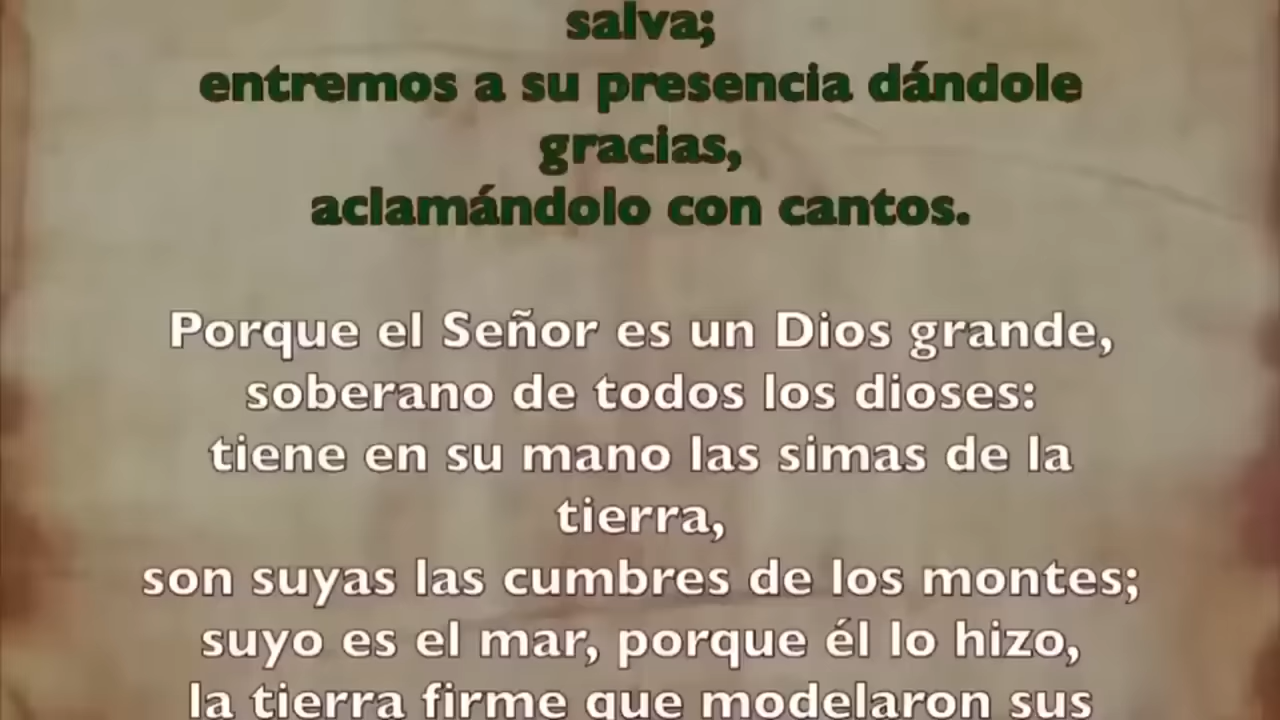 salva;
entremos a su presencia dándole
gracias,
aclamándolo con cantos.
Porque el Señor es un Dios grande,
soberano de todos los dioses:
tiene en su mano las simas de la
tierra,
son suyas las cumbres de los montes;
suyo es el mar, porque él lo hizo,
la tierra firme que modelaron sus